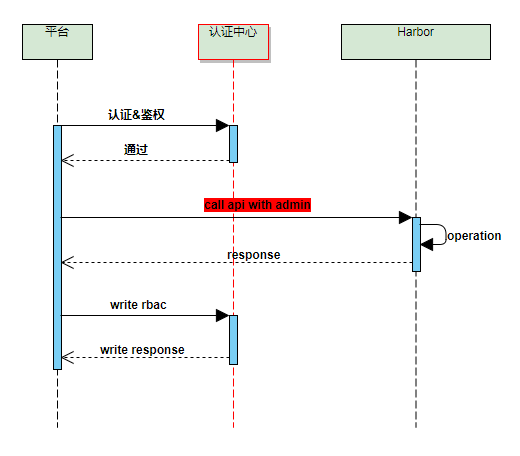 平台
认证中心
Harbor
认证&鉴权
通过
call api with admin
operation
response
write rbac
write response